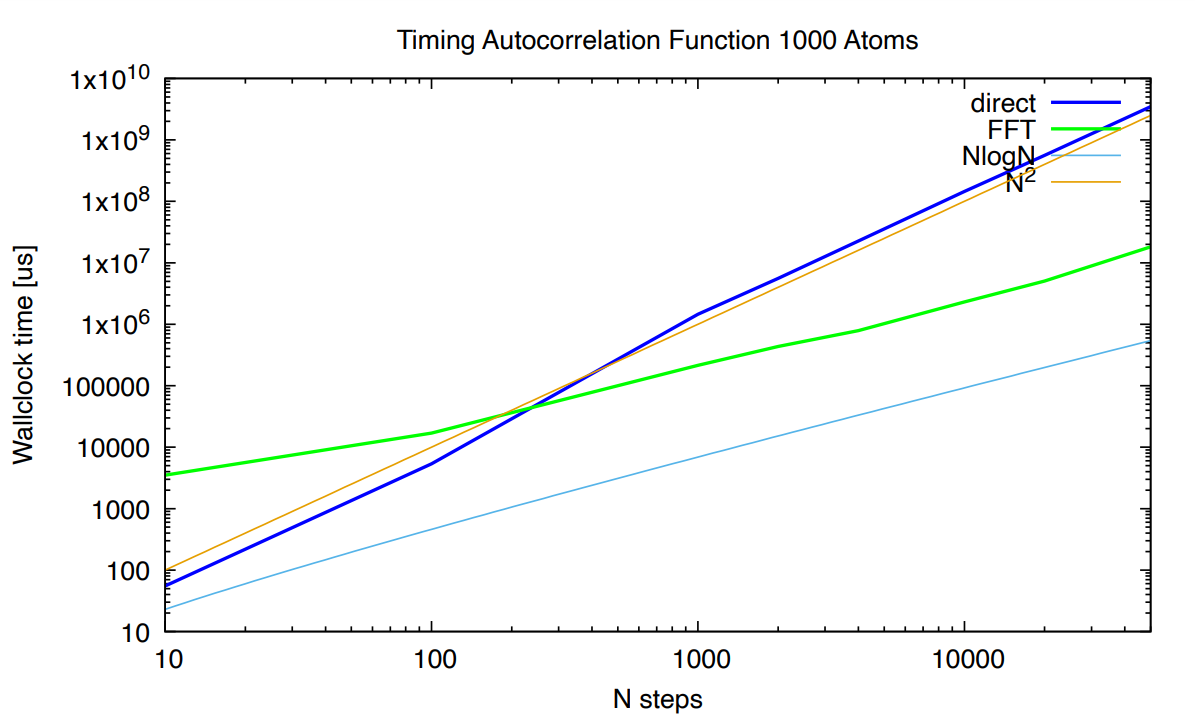 Timing Autocorrelation Function 1000 Atoms
1x10^10
1x10^9
1x10^8
1x10^7
1x10^6
100000
10000
1000
100
10
Wallclock time [us]
direct
FFT
NlogN
N^2
10
100
1000
10000
N steps